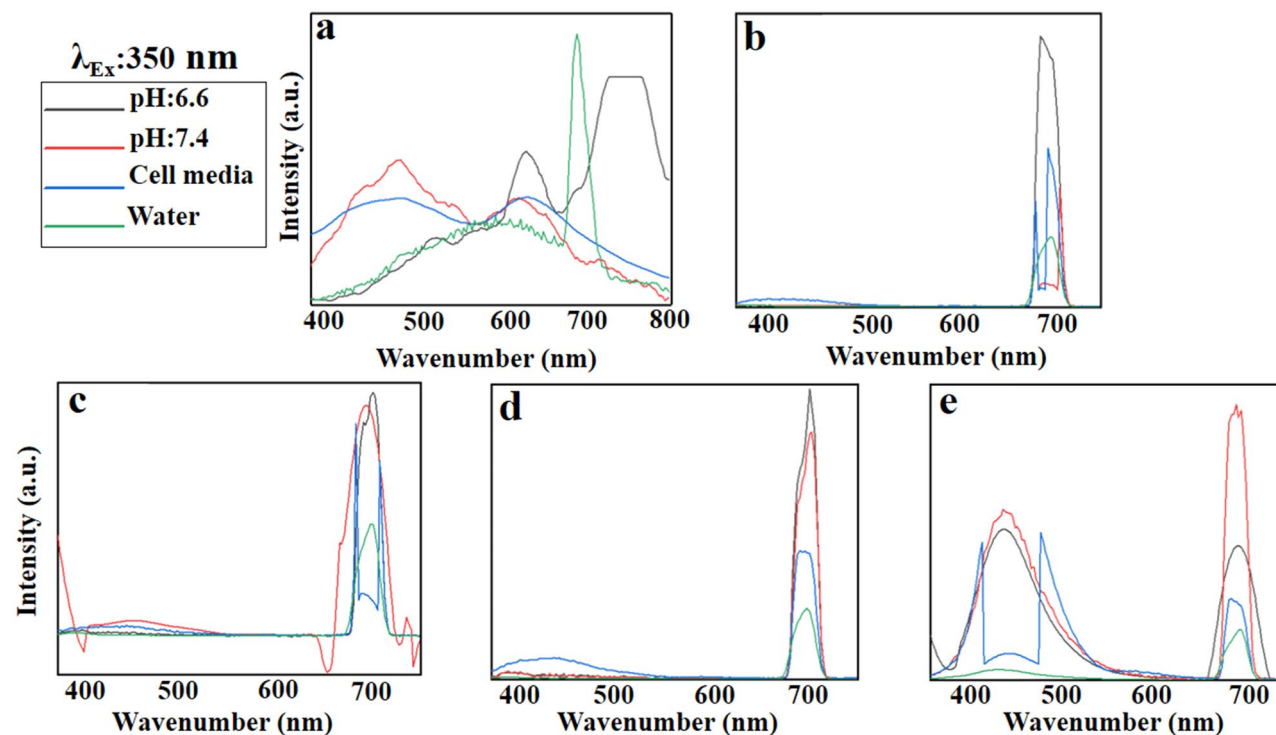 λEx:350 nm
pH:6.6
pH:7.4
Cell media
Water
a
Intensity (a.u.)
400 500 600 700 800
Wavenumber (nm)
b
400 500 600 700
Wavenumber (nm)
c
Intensity (a.u.)
400 500 600 700
Wavenumber (nm)
d
400 500 600 700
Wavenumber (nm)
e
400 500 600 700
Wavenumber (nm)